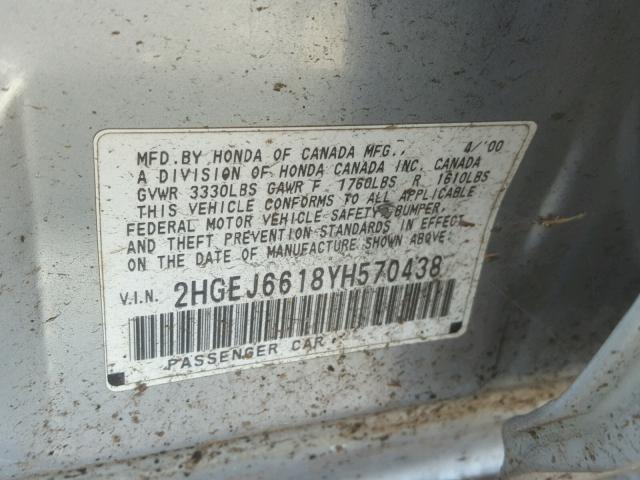 MFD. BY HONDA OF CANADA MFG., 4/'00
A DIVISION OF HONDA CANADA INC. CANADA
GVWR 3330LBS GAWR F 1760LBS R 1610LBS
THIS VEHICLE CONFORMS TO ALL APPLICABLE
FEDERAL MOTOR VEHICLE SAFETY, BUMPER,
AND THEFT PREVENTION STANDARDS IN EFFECT
ON THE DATE OF MANUFACTURE SHOWN ABOVE.
V.I.N. 2HGEJ6618YH570438
PASSENGER CAR